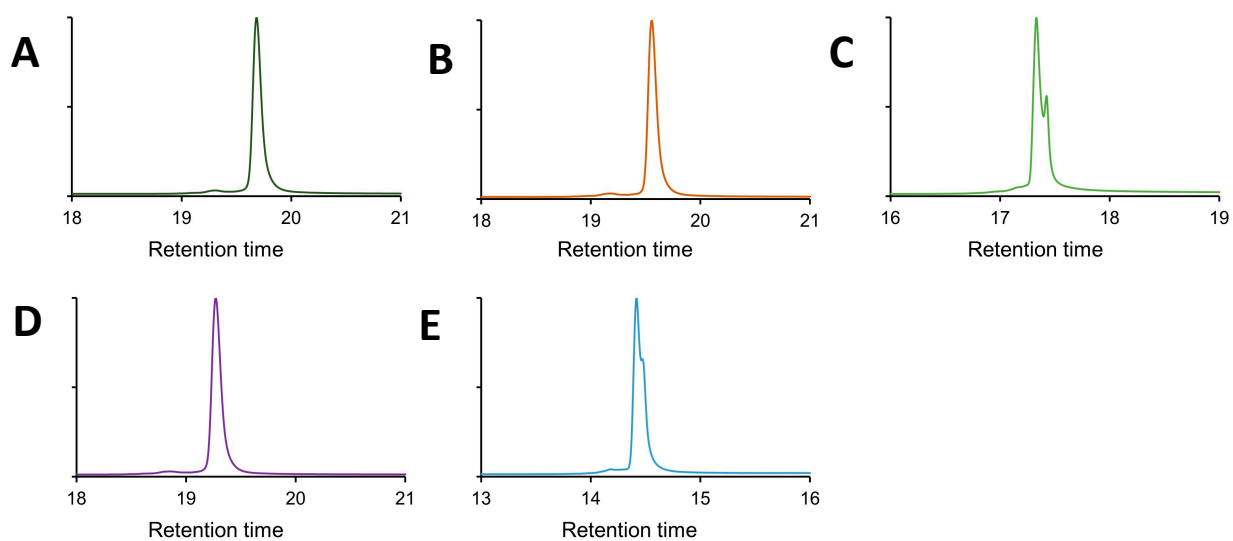 A
B
C
18 19 20 21
18 19 20 21
16 17 18 19
Retention time
Retention time
Retention time
D
E
18 19 20 21
13 14 15 16
Retention time
Retention time